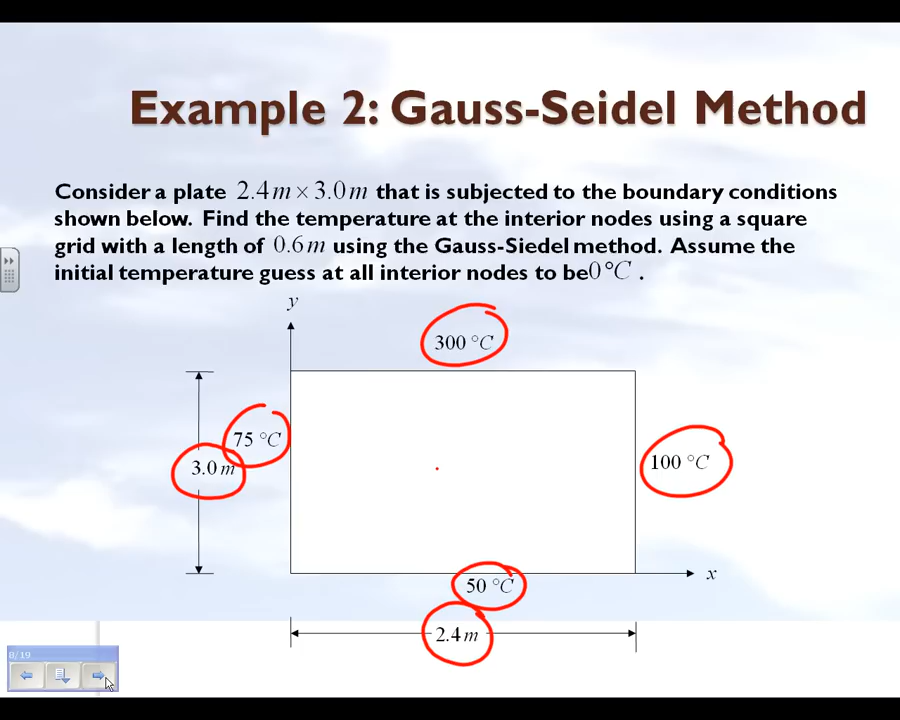 Example 2: Gauss-Seidel Method
Consider a plate 2.4 m × 3.0 m that is subjected to the boundary conditions
shown below. Find the temperature at the interior nodes using a square
grid with a length of 0.6 m using the Gauss-Siedel method. Assume the
initial temperature guess at all interior nodes to be 0 °C .
y
300 °C
75 °C
3.0 m
100 °C
50 °C
x
2.4 m
8/19